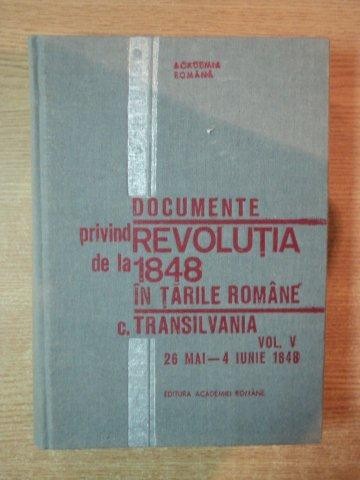 ACADEMIA
ROMÂNĂ
DOCUMENTE
privind REVOLUȚIA
de la 1848
ÎN ȚĂRILE ROMÂNE
c. TRANSILVANIA
VOL. V
26 MAI—4 IUNIE 1848
EDITURA ACADEMIEI ROMÂNE